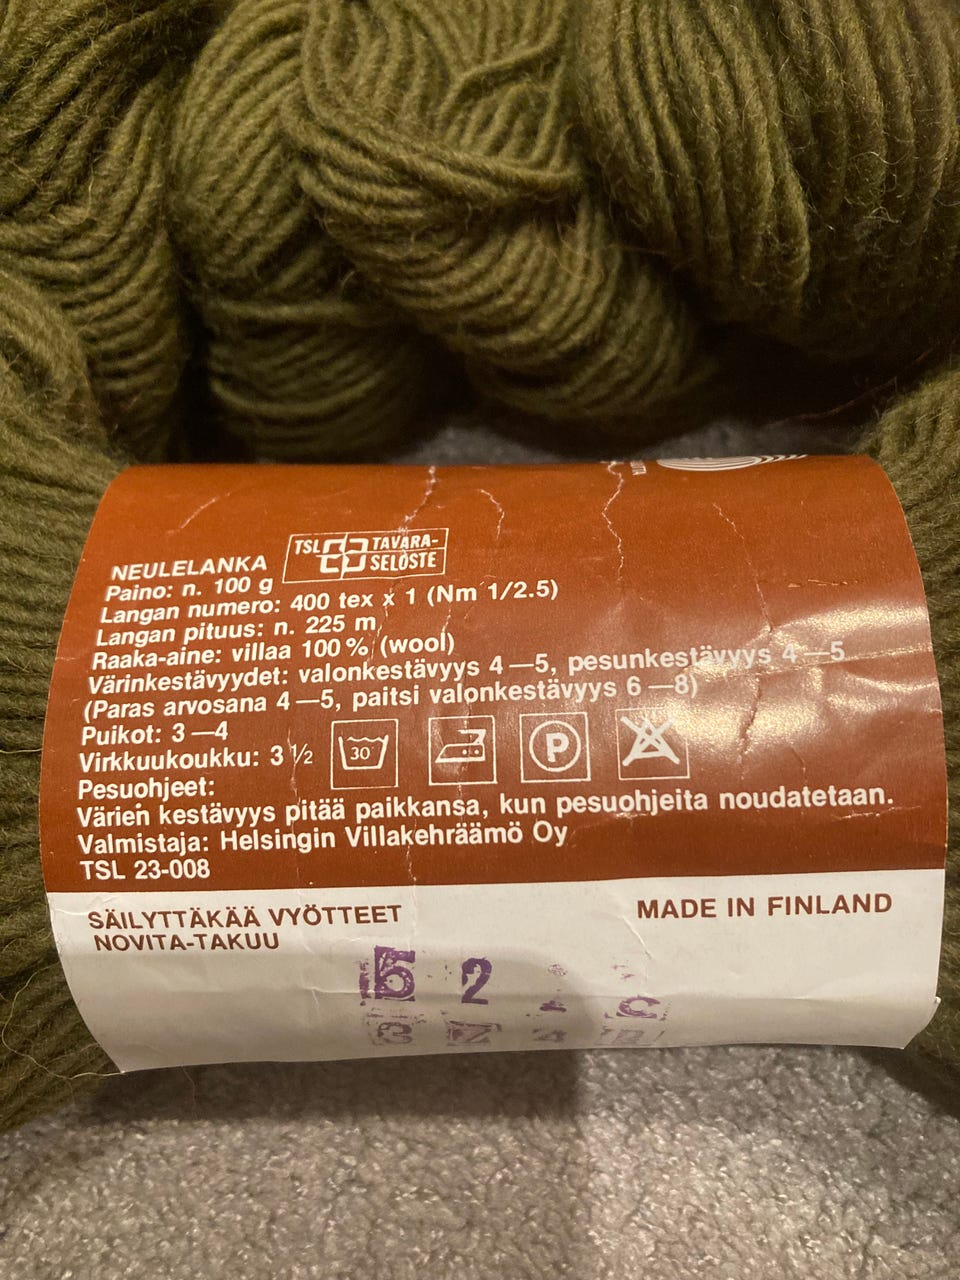 TSL TAVARA-
SELOSTE
NEULELANKA
Paino: n. 100 g
Langan numero: 400 tex x 1 (Nm 1/2.5)
Langan pituus: n. 225 m
Raaka-aine: villaa 100 % (wool)
Värinkestävyydet: valonkestävyys 4—5, pesunkestävyys 4—5
(Paras arvosana 4—5, paitsi valonkestävyys 6—8)
Puikot: 3—4
Virkkuukoukku: 3 ½
30°
P
Pesuohjeet:
Värien kestävyys pitää paikkansa, kun pesuohjeita noudatetaan.
Valmistaja: Helsingin Villakehräämö Oy
TSL 23-008
SÄILYTTÄKÄÄ VYÖTTEET
NOVITA-TAKUU
MADE IN FINLAND
5 2